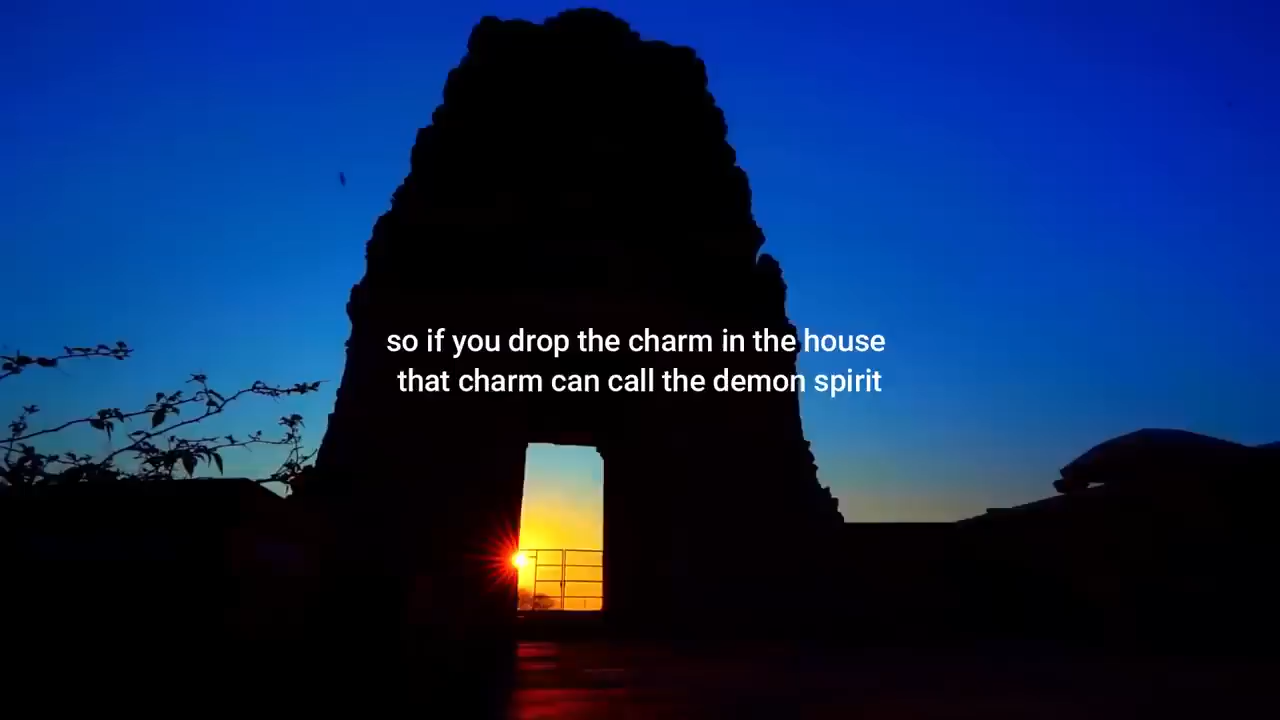 so if you drop the charm in the house
that charm can call the demon spirit